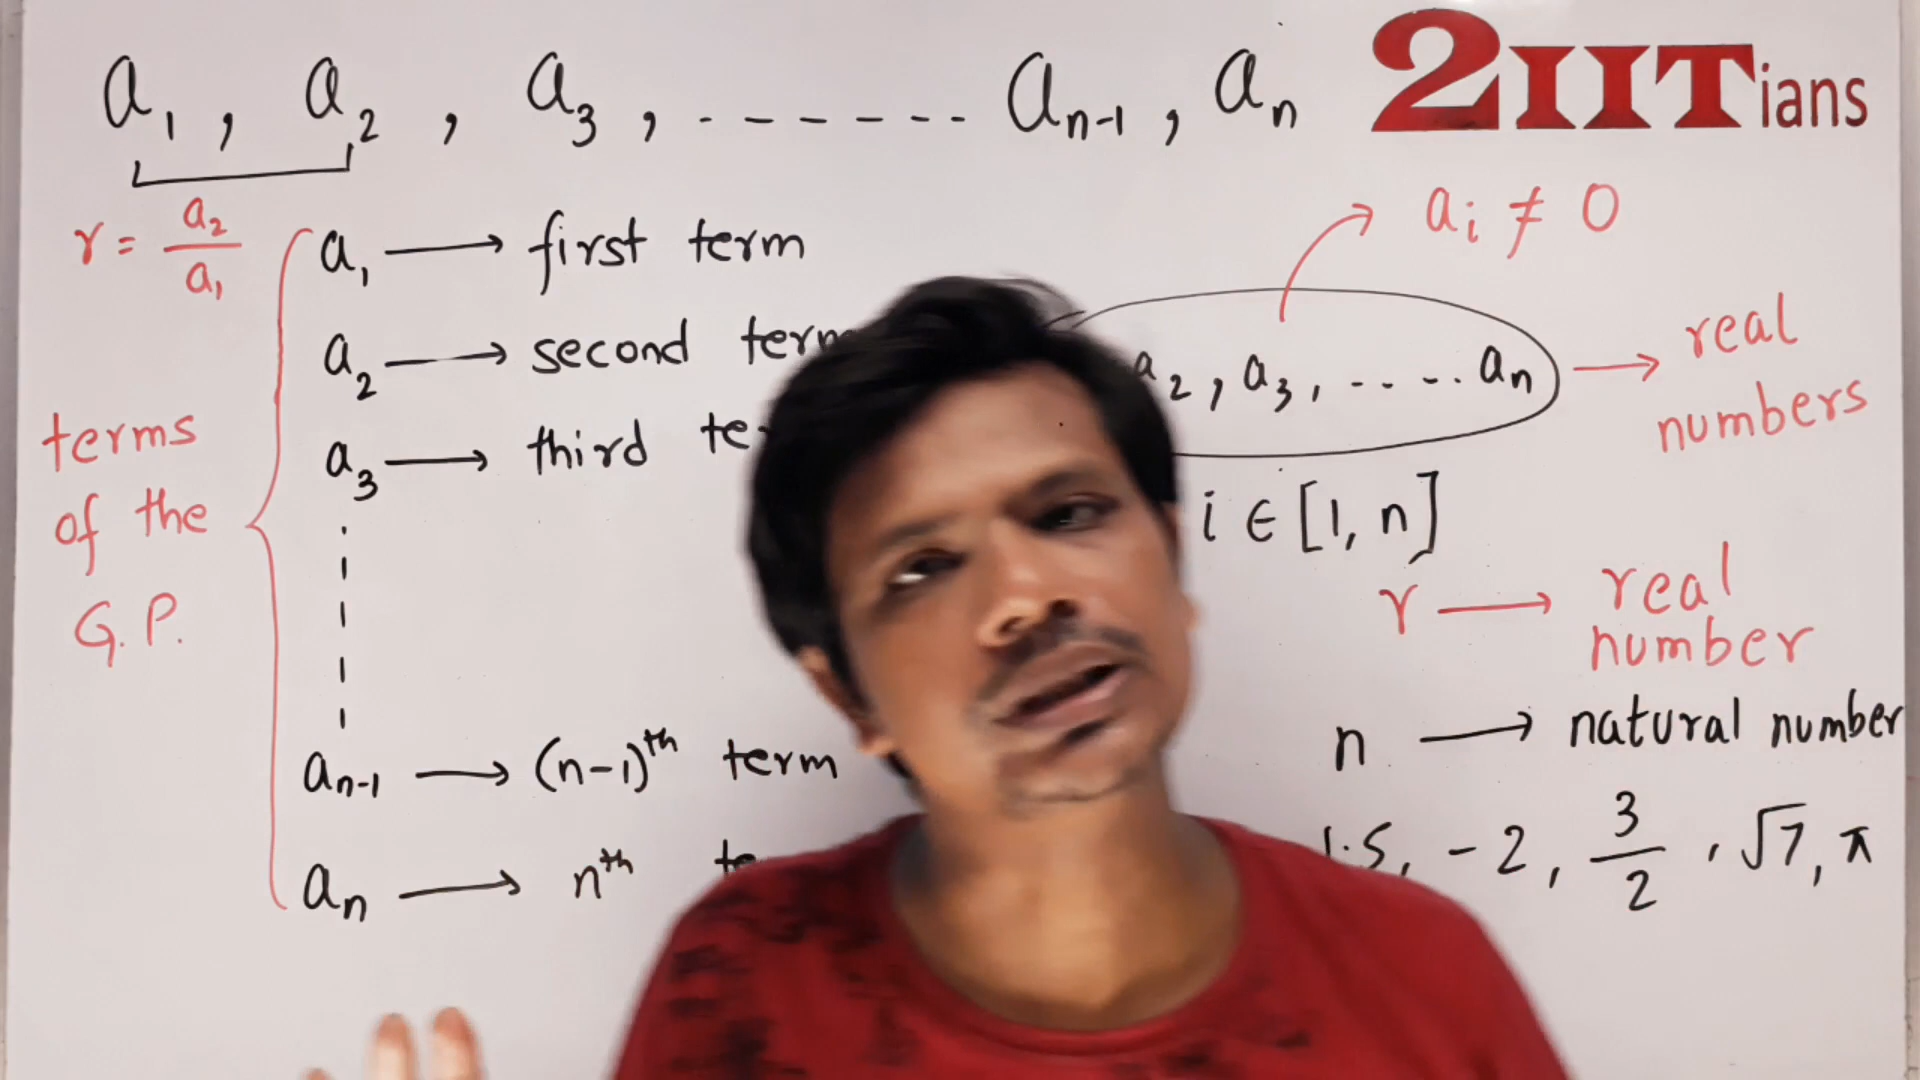 a₁, a₂, a₃, ------- aₙ₋₁, aₙ
2IITians
r = a₂/a₁
a₁ → first term
a₂ → second term
a₃ → third
aₙ₋₁ → (n-1)ᵗʰ term
aₙ → nᵗʰ
terms
of the
G.P.
aᵢ ≠ 0
a₂, a₃, ----. aₙ → real
numbers
i ∈ [1, n]
r → real
number
n → natural number
1.5, -2, 3/2, √7, π